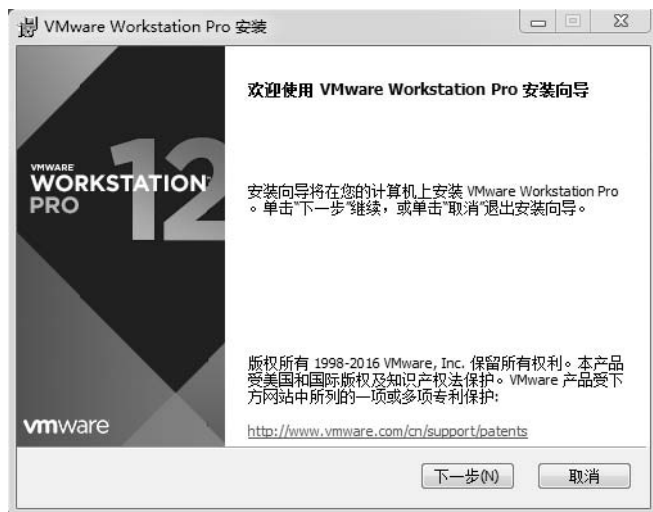 VMware Workstation Pro 安装
欢迎使用 VMware Workstation Pro 安装向导
VMWARE
WORKSTATION
PRO
12
安装向导将在您的计算机上安装 VMware Workstation Pro
。单击"下一步"继续，或单击"取消"退出安装向导。
版权所有 1998-2016 VMware, Inc. 保留所有权利。本产品
受美国和国际版权及知识产权法保护。VMware 产品受下
方网站中所列的一项或多项专利保护:
http://www.vmware.com/cn/support/patents
vmware
下一步(N)
取消